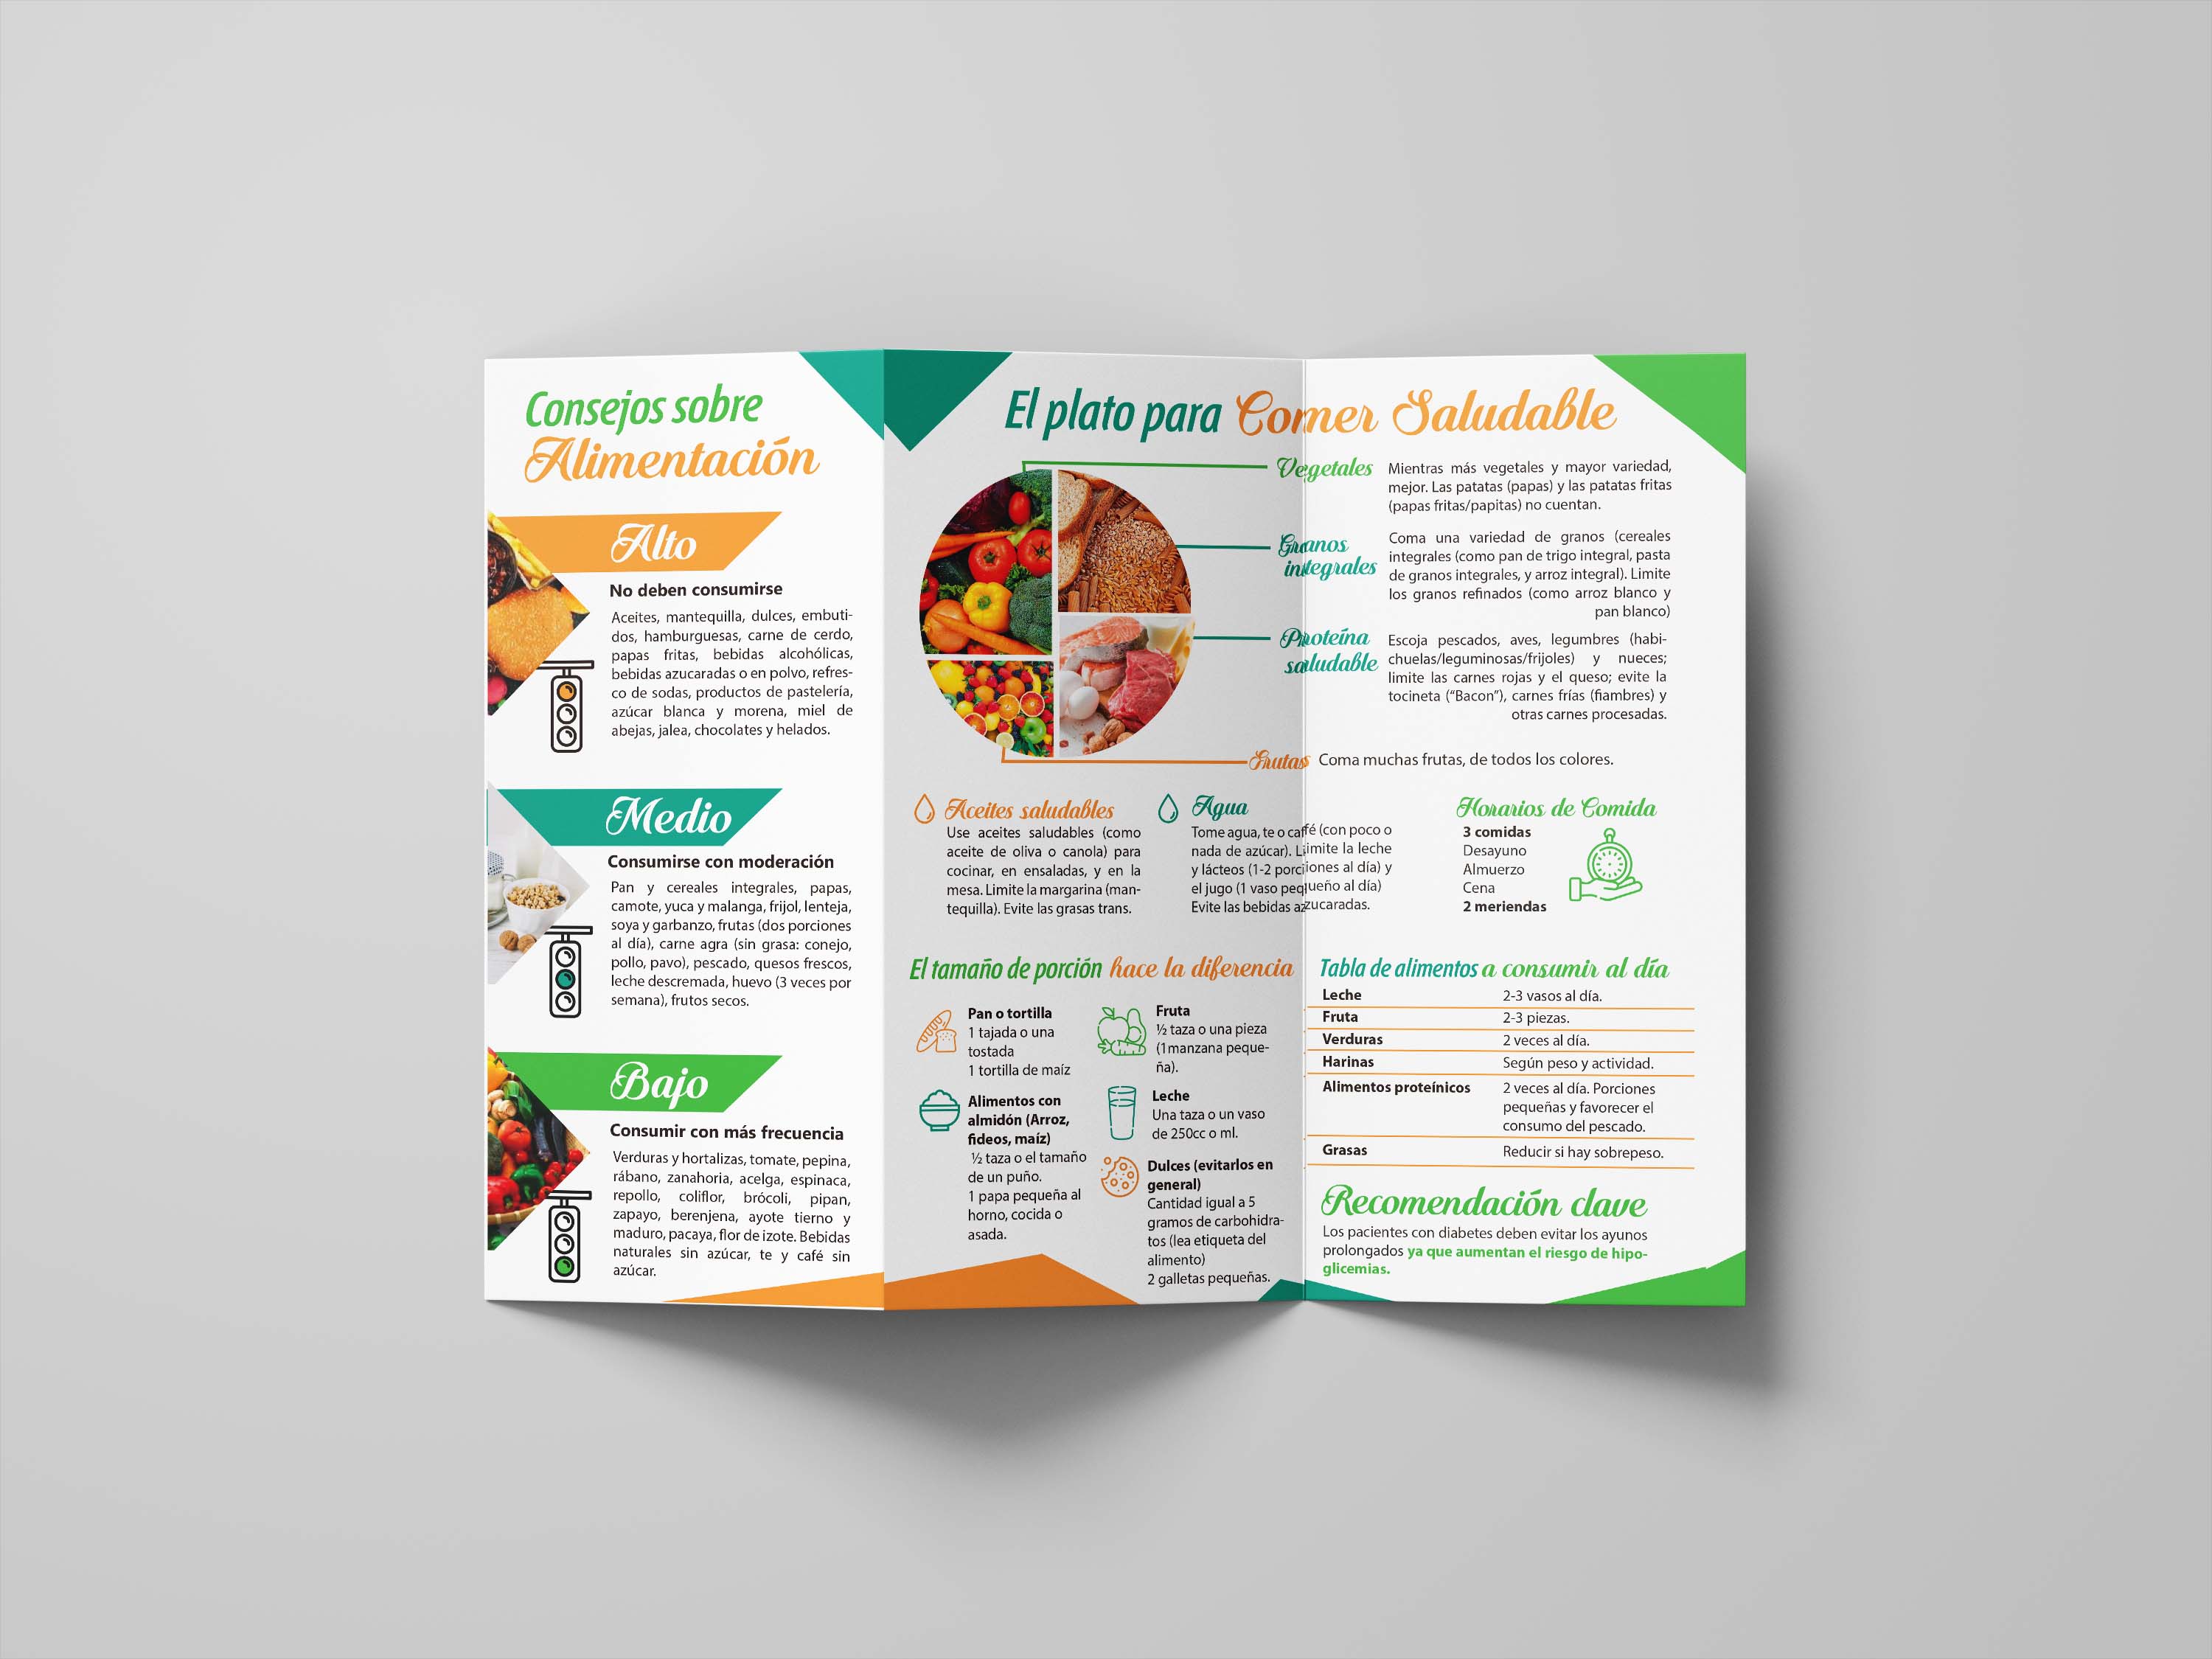 Consejos sobre
Alimentación
Alto
No deben consumirse
Aceites, mantequilla, dulces, embuti-
dos, hamburguesas, carne de cerdo,
papas fritas, bebidas alcohólicas,
bebidas azucaradas o en polvo, refres-
co de sodas, productos de pastelería,
azúcar blanca y morena, miel de
abejas, jalea, chocolates y helados.
Medio
Consumirse con moderación
Pan y cereales integrales, papas,
camote, yuca y malanga, frijol, lenteja,
soya y garbanzo, frutas (dos porciones
al día), carne agra (sin grasa: conejo,
pollo, pavo), pescado, quesos frescos,
leche descremada, huevo (3 veces por
semana), frutos secos.
Bajo
Consumir con más frecuencia
Verduras y hortalizas, tomate, pepina,
rábano, zanahoria, acelga, espinaca,
repollo, coliflor, brócoli, pipan,
zapayo, berenjena, ayote tierno y
maduro, pacaya, flor de izote. Bebidas
naturales sin azúcar, te y café sin
azúcar.
El plato para Comer Saludable
Vegetales
Mientras más vegetales y mayor variedad,
mejor. Las patatas (papas) y las patatas fritas
(papas fritas/papitas) no cuentan.
Granos
integrales
Coma una variedad de granos (cereales
integrales (como pan de trigo integral, pasta
de granos integrales, y arroz integral). Limite
los granos refinados (como arroz blanco y
pan blanco)
Proteína
saludable
Escoja pescados, aves, legumbres (habi-
chuelas/leguminosas/frijoles) y nueces;
limite las carnes rojas y el queso; evite la
tocineta (“Bacon”), carnes frías (fiambres) y
otras carnes procesadas.
Frutas
Coma muchas frutas, de todos los colores.
Aceites saludables
Use aceites saludables (como
aceite de oliva o canola) para
cocinar, en ensaladas, y en la
mesa. Limite la margarina (man-
tequilla). Evite las grasas trans.
Agua
Tome agua, te o caffé (con poco o
nada de azúcar). Limite la leche
y lácteos (1-2 porciones al día) y
el jugo (1 vaso pequeño al día)
Evite las bebidas azucaradas.
Horarios de Comida
3 comidas
Desayuno
Almuerzo
Cena
2 meriendas
El tamaño de porción hace la diferencia
Pan o tortilla
1 tajada o una
tostada
1 tortilla de maíz
Alimentos con
almidón (Arroz,
fideos, maíz)
½ taza o el tamaño
de un puño.
1 papa pequeña al
horno, cocida o
asada.
Fruta
½ taza o una pieza
(1manzana peque-
ña).
Leche
Una taza o un vaso
de 250cc o ml.
Dulces (evitarlos en
general)
Cantidad igual a 5
gramos de carbohidra-
tos (lea etiqueta del
alimento)
2 galletas pequeñas.
Tabla de alimentos a consumir al día
Leche 2-3 vasos al día.
Fruta 2-3 piezas.
Verduras 2 veces al día.
Harinas Según peso y actividad.
Alimentos proteínicos 2 veces al día. Porciones
pequeñas y favorecer el
consumo del pescado.
Grasas Reducir si hay sobrepeso.
Recomendación clave
Los pacientes con diabetes deben evitar los ayunos
prolongados ya que aumentan el riesgo de hipo-
glicemias.